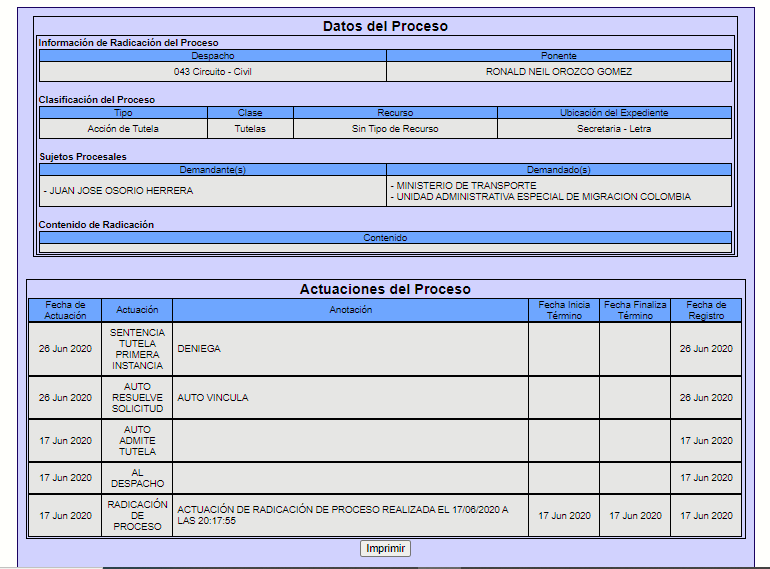 Datos del Proceso
Información de Radicación del Proceso
Despacho Ponente
043 Circuito - Civil RONALD NEIL OROZCO GOMEZ
Clasificación del Proceso
Tipo Clase Recurso Ubicación del Expediente
Acción de Tutela Tutelas Sin Tipo de Recurso Secretaria - Letra
Sujetos Procesales
Demandante(s) Demandado(s)
- JUAN JOSE OSORIO HERRERA
- MINISTERIO DE TRANSPORTE
- UNIDAD ADMINISTRATIVA ESPECIAL DE MIGRACION COLOMBIA
Contenido de Radicación
Contenido
Actuaciones del Proceso
Fecha de
Actuación
Actuación
Anotación
Fecha Inicia
Término
Fecha Finaliza
Término
Fecha de
Registro
26 Jun 2020
SENTENCIA
TUTELA
PRIMERA
INSTANCIA
DENIEGA
26 Jun 2020
26 Jun 2020
AUTO
RESUELVE
SOLICITUD
AUTO VINCULA
26 Jun 2020
17 Jun 2020
AUTO
ADMITE
TUTELA
17 Jun 2020
17 Jun 2020
AL
DESPACHO
17 Jun 2020
17 Jun 2020
RADICACIÓN
DE
PROCESO
ACTUACIÓN DE RADICACIÓN DE PROCESO REALIZADA EL 17/06/2020 A
LAS 20:17:55
17 Jun 2020
17 Jun 2020
17 Jun 2020
Imprimir